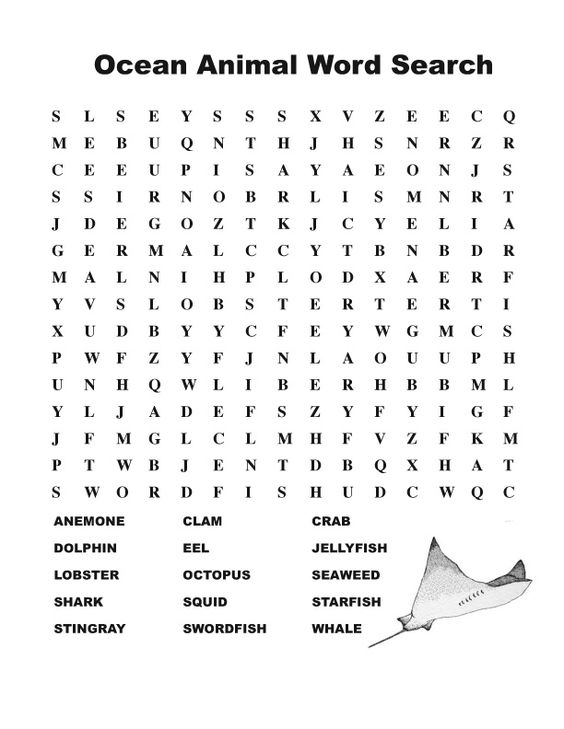 Ocean Animal Word Search
S L S E Y S S S X V Z E E C Q
M E B U Q N T H J H S N R Z R
C E E U P I S A Y A E O N J S
S S I R N O B R L I S M N R T
J D E G O Z T K J C Y E L I A
G E R M A L C C Y T B N B D R
M A L N I H P L O D X A E R F
Y V S L O B S T E R T E R T I
X U D B Y Y C F E Y W G M C S
P W F Z Y F J N L A O U U P H
U N H Q W L I B E R H B B M L
Y L J A D E F S Z Y F Y I G F
J F M G L C L M H F V Z F K M
P T W B J E N T D B Q X H A T
S W O R D F I S H U D C W Q C
ANEMONE CLAM CRAB
DOLPHIN EEL JELLYFISH
LOBSTER OCTOPUS SEAWEED
SHARK SQUID STARFISH
STINGRAY SWORDFISH WHALE